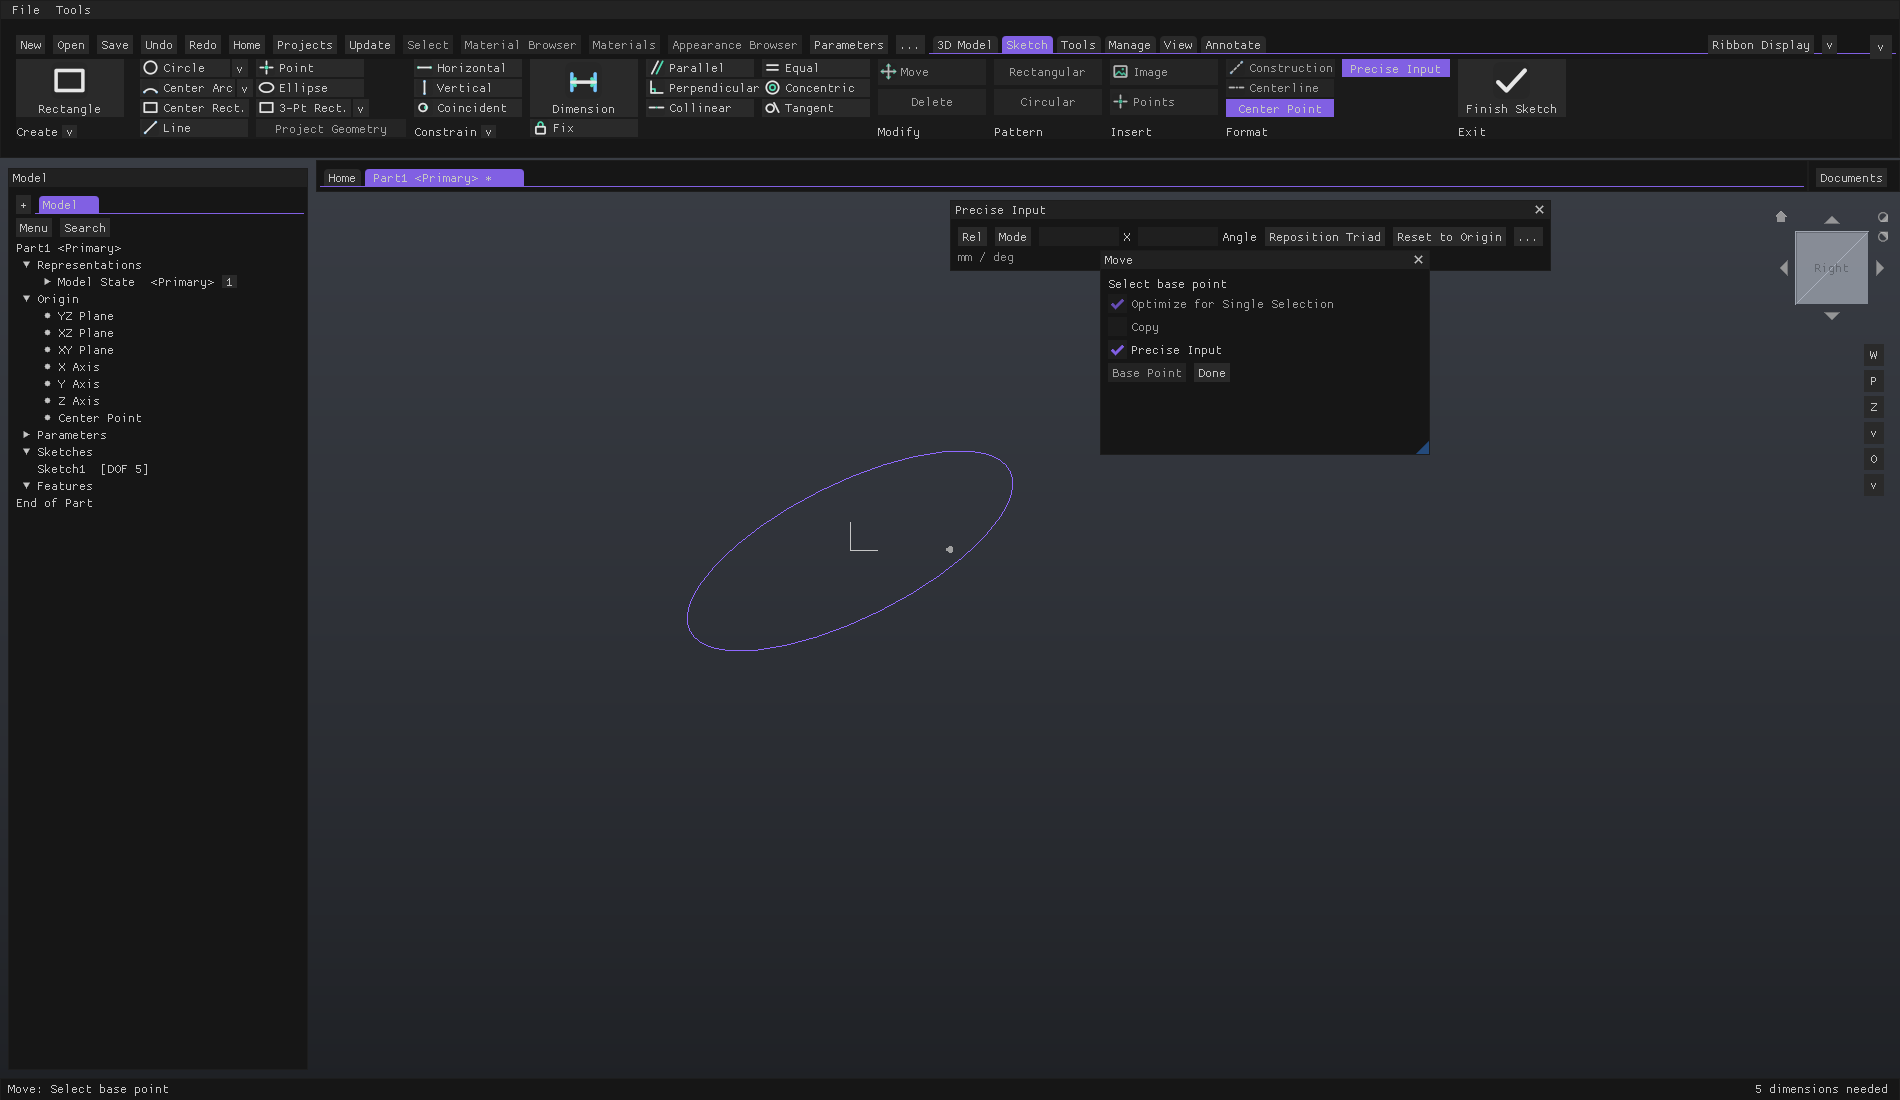 File Tools
New Open Save Undo Redo Home Projects Update Select Material Browser Materials Appearance Browser Parameters ... 3D Model Sketch Tools Manage View Annotate Ribbon Display v v
Circle v Point Horizontal Parallel Equal Move Rectangular Image Construction Precise Input
Center Arc v Ellipse Vertical Perpendicular Concentric Centerline
Rectangle Center Rect. 3-Pt Rect. v Coincident Dimension Collinear Tangent Delete Circular Points Center Point Finish Sketch
Create v Line Project Geometry Constrain v Fix Modify Pattern Insert Format Exit
Model
Home Part1 <Primary> * Documents
+ Model
Menu Search
Part1 <Primary>
Representations
Model State <Primary> 1
Origin
YZ Plane
XZ Plane
XY Plane
X Axis
Y Axis
Z Axis
Center Point
Parameters
Sketches
Sketch1 [DOF 5]
Features
End of Part
Precise Input
Rel Mode X Angle Reposition Triad Reset to Origin ...
mm / deg
Move
Select base point
Optimize for Single Selection
Copy
Precise Input
Base Point Done
Right
W
P
Z
v
O
v
Move: Select base point 5 dimensions needed